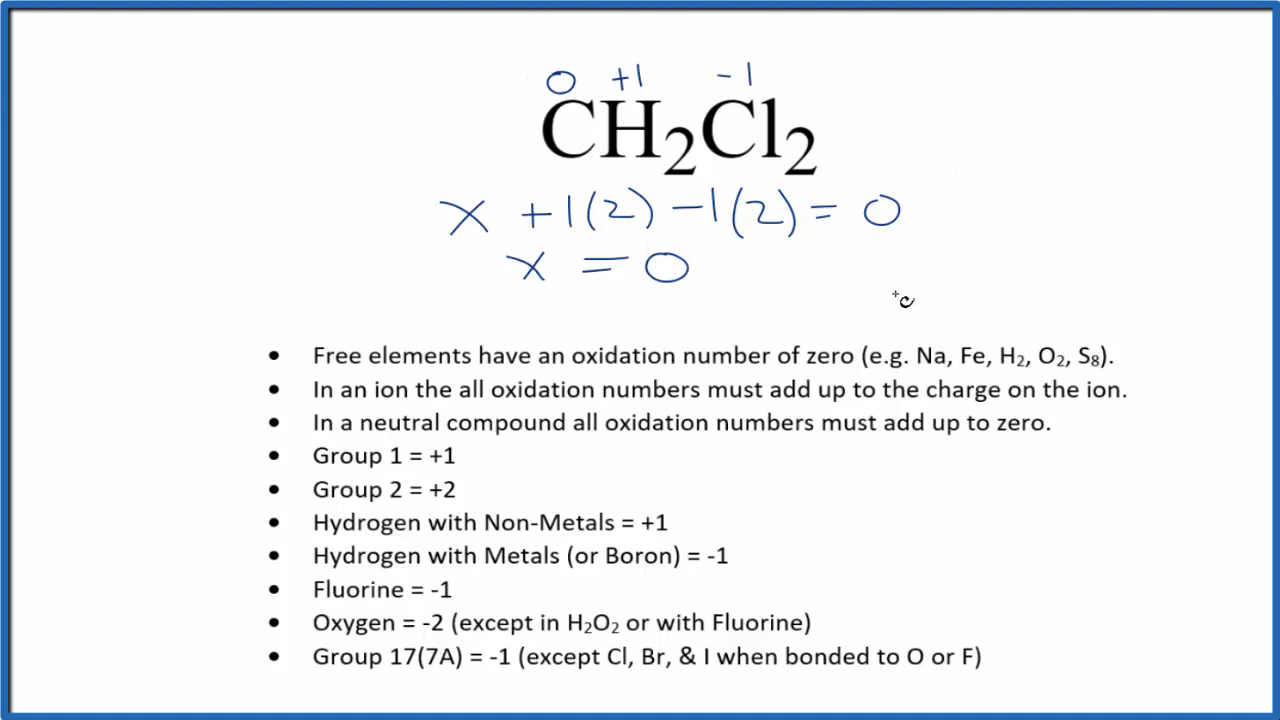 0 +1 -1
CH₂Cl₂
x +1(2) -1(2) = 0
x = 0
• Free elements have an oxidation number of zero (e.g. Na, Fe, H₂, O₂, S₈).
• In an ion the all oxidation numbers must add up to the charge on the ion.
• In a neutral compound all oxidation numbers must add up to zero.
• Group 1 = +1
• Group 2 = +2
• Hydrogen with Non-Metals = +1
• Hydrogen with Metals (or Boron) = -1
• Fluorine = -1
• Oxygen = -2 (except in H₂O₂ or with Fluorine)
• Group 17(7A) = -1 (except Cl, Br, & I when bonded to O or F)